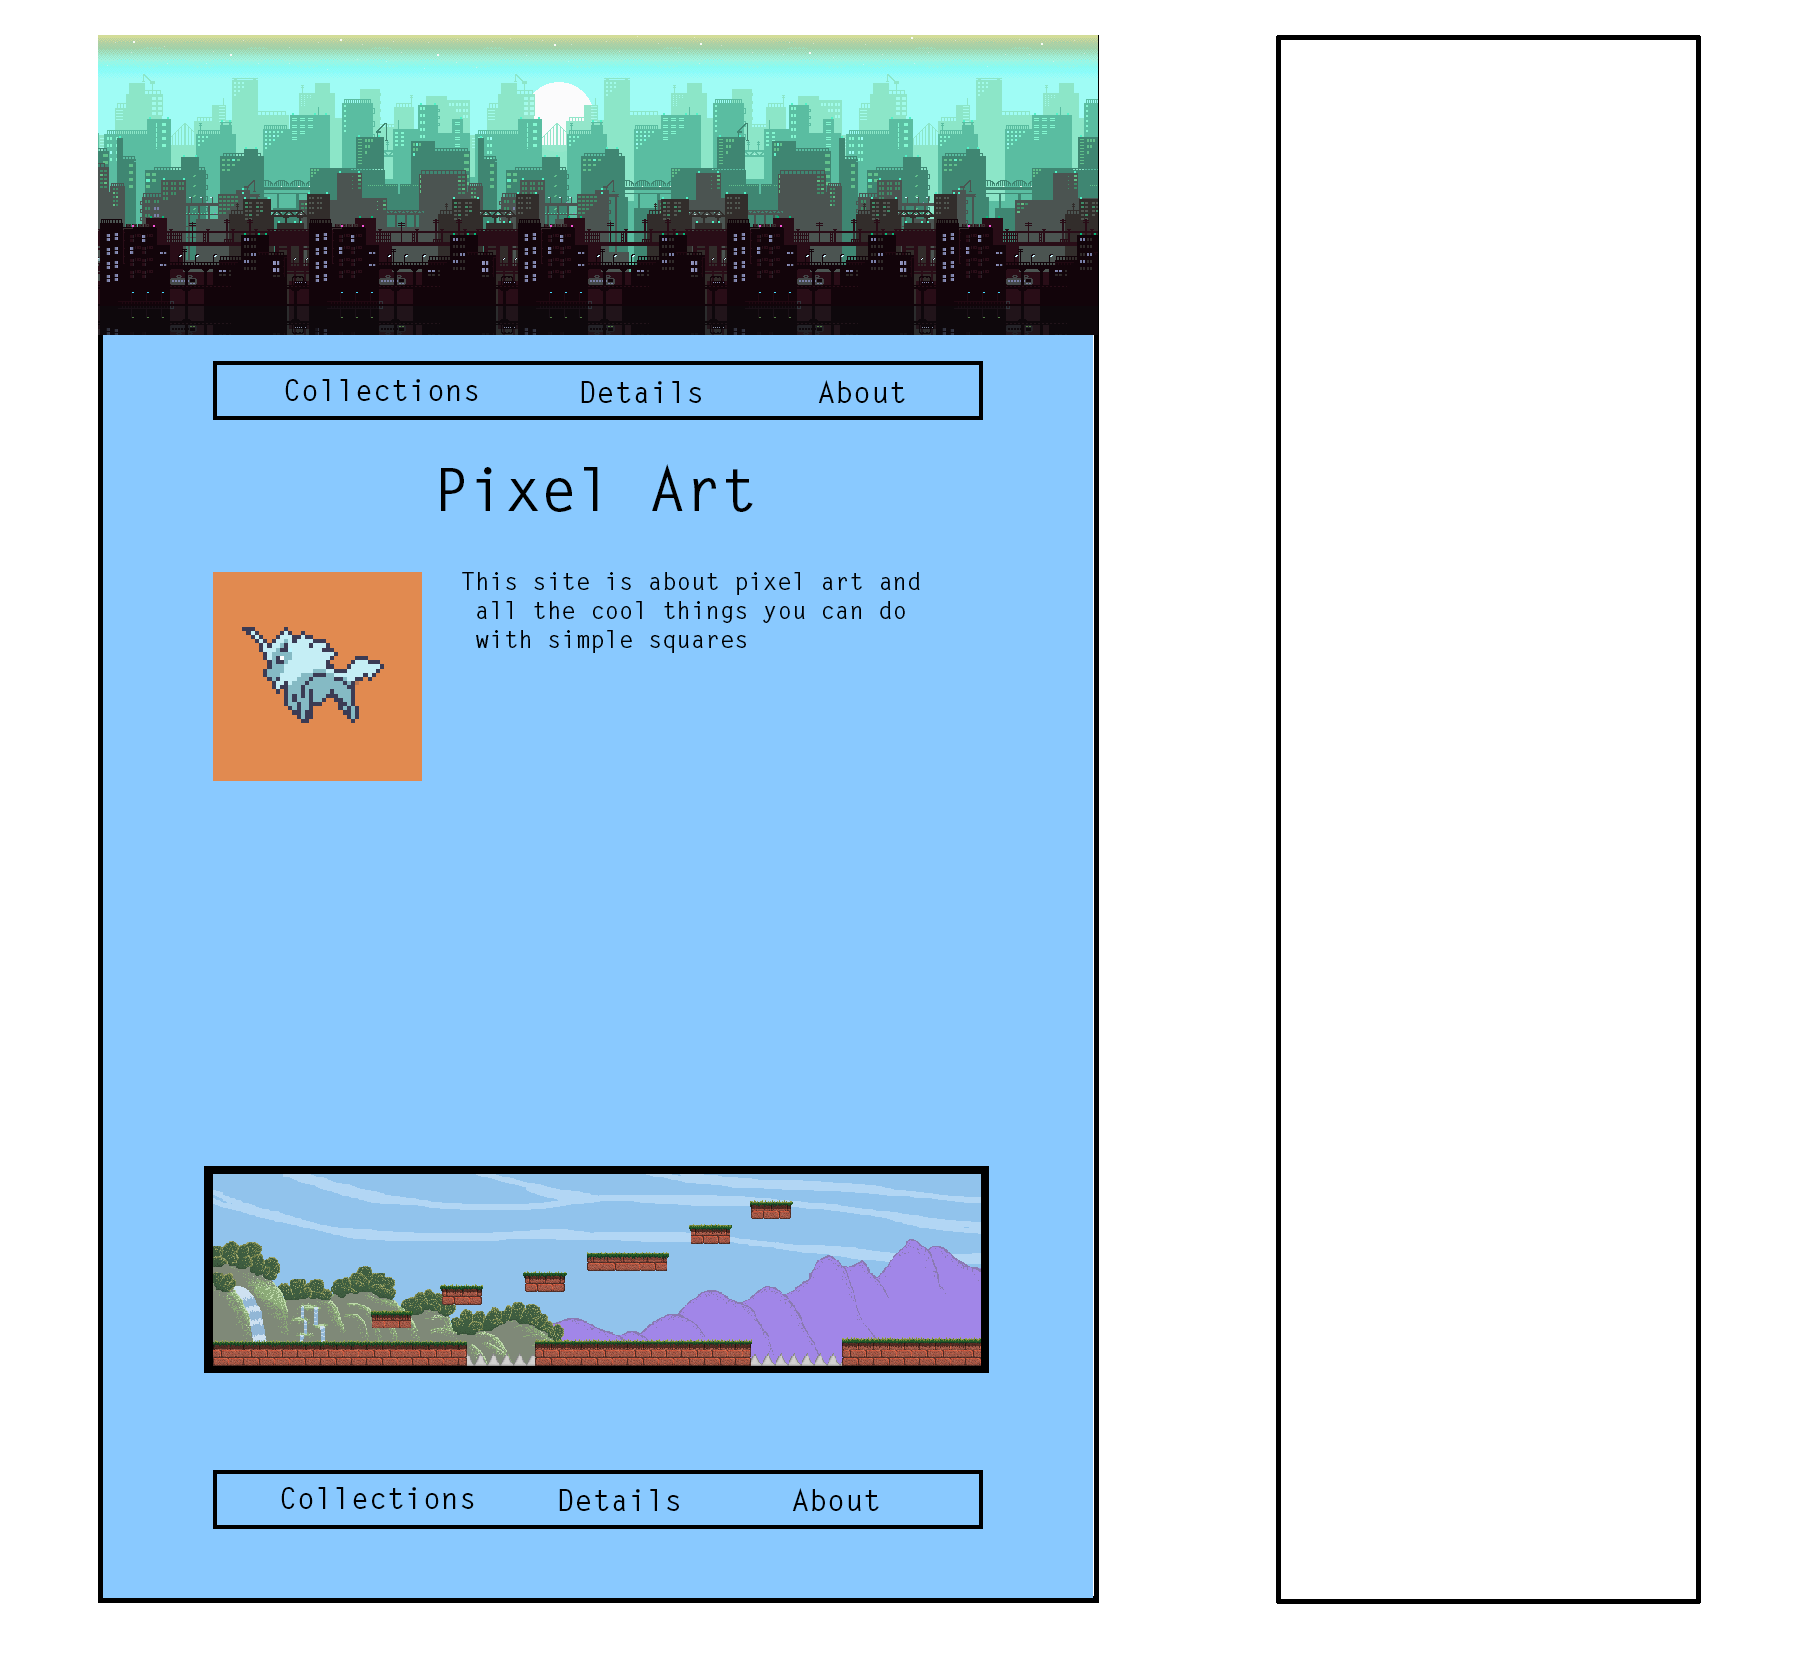 Collections Details About
Pixel Art
This site is about pixel art and
all the cool things you can do
with simple squares
Collections Details About